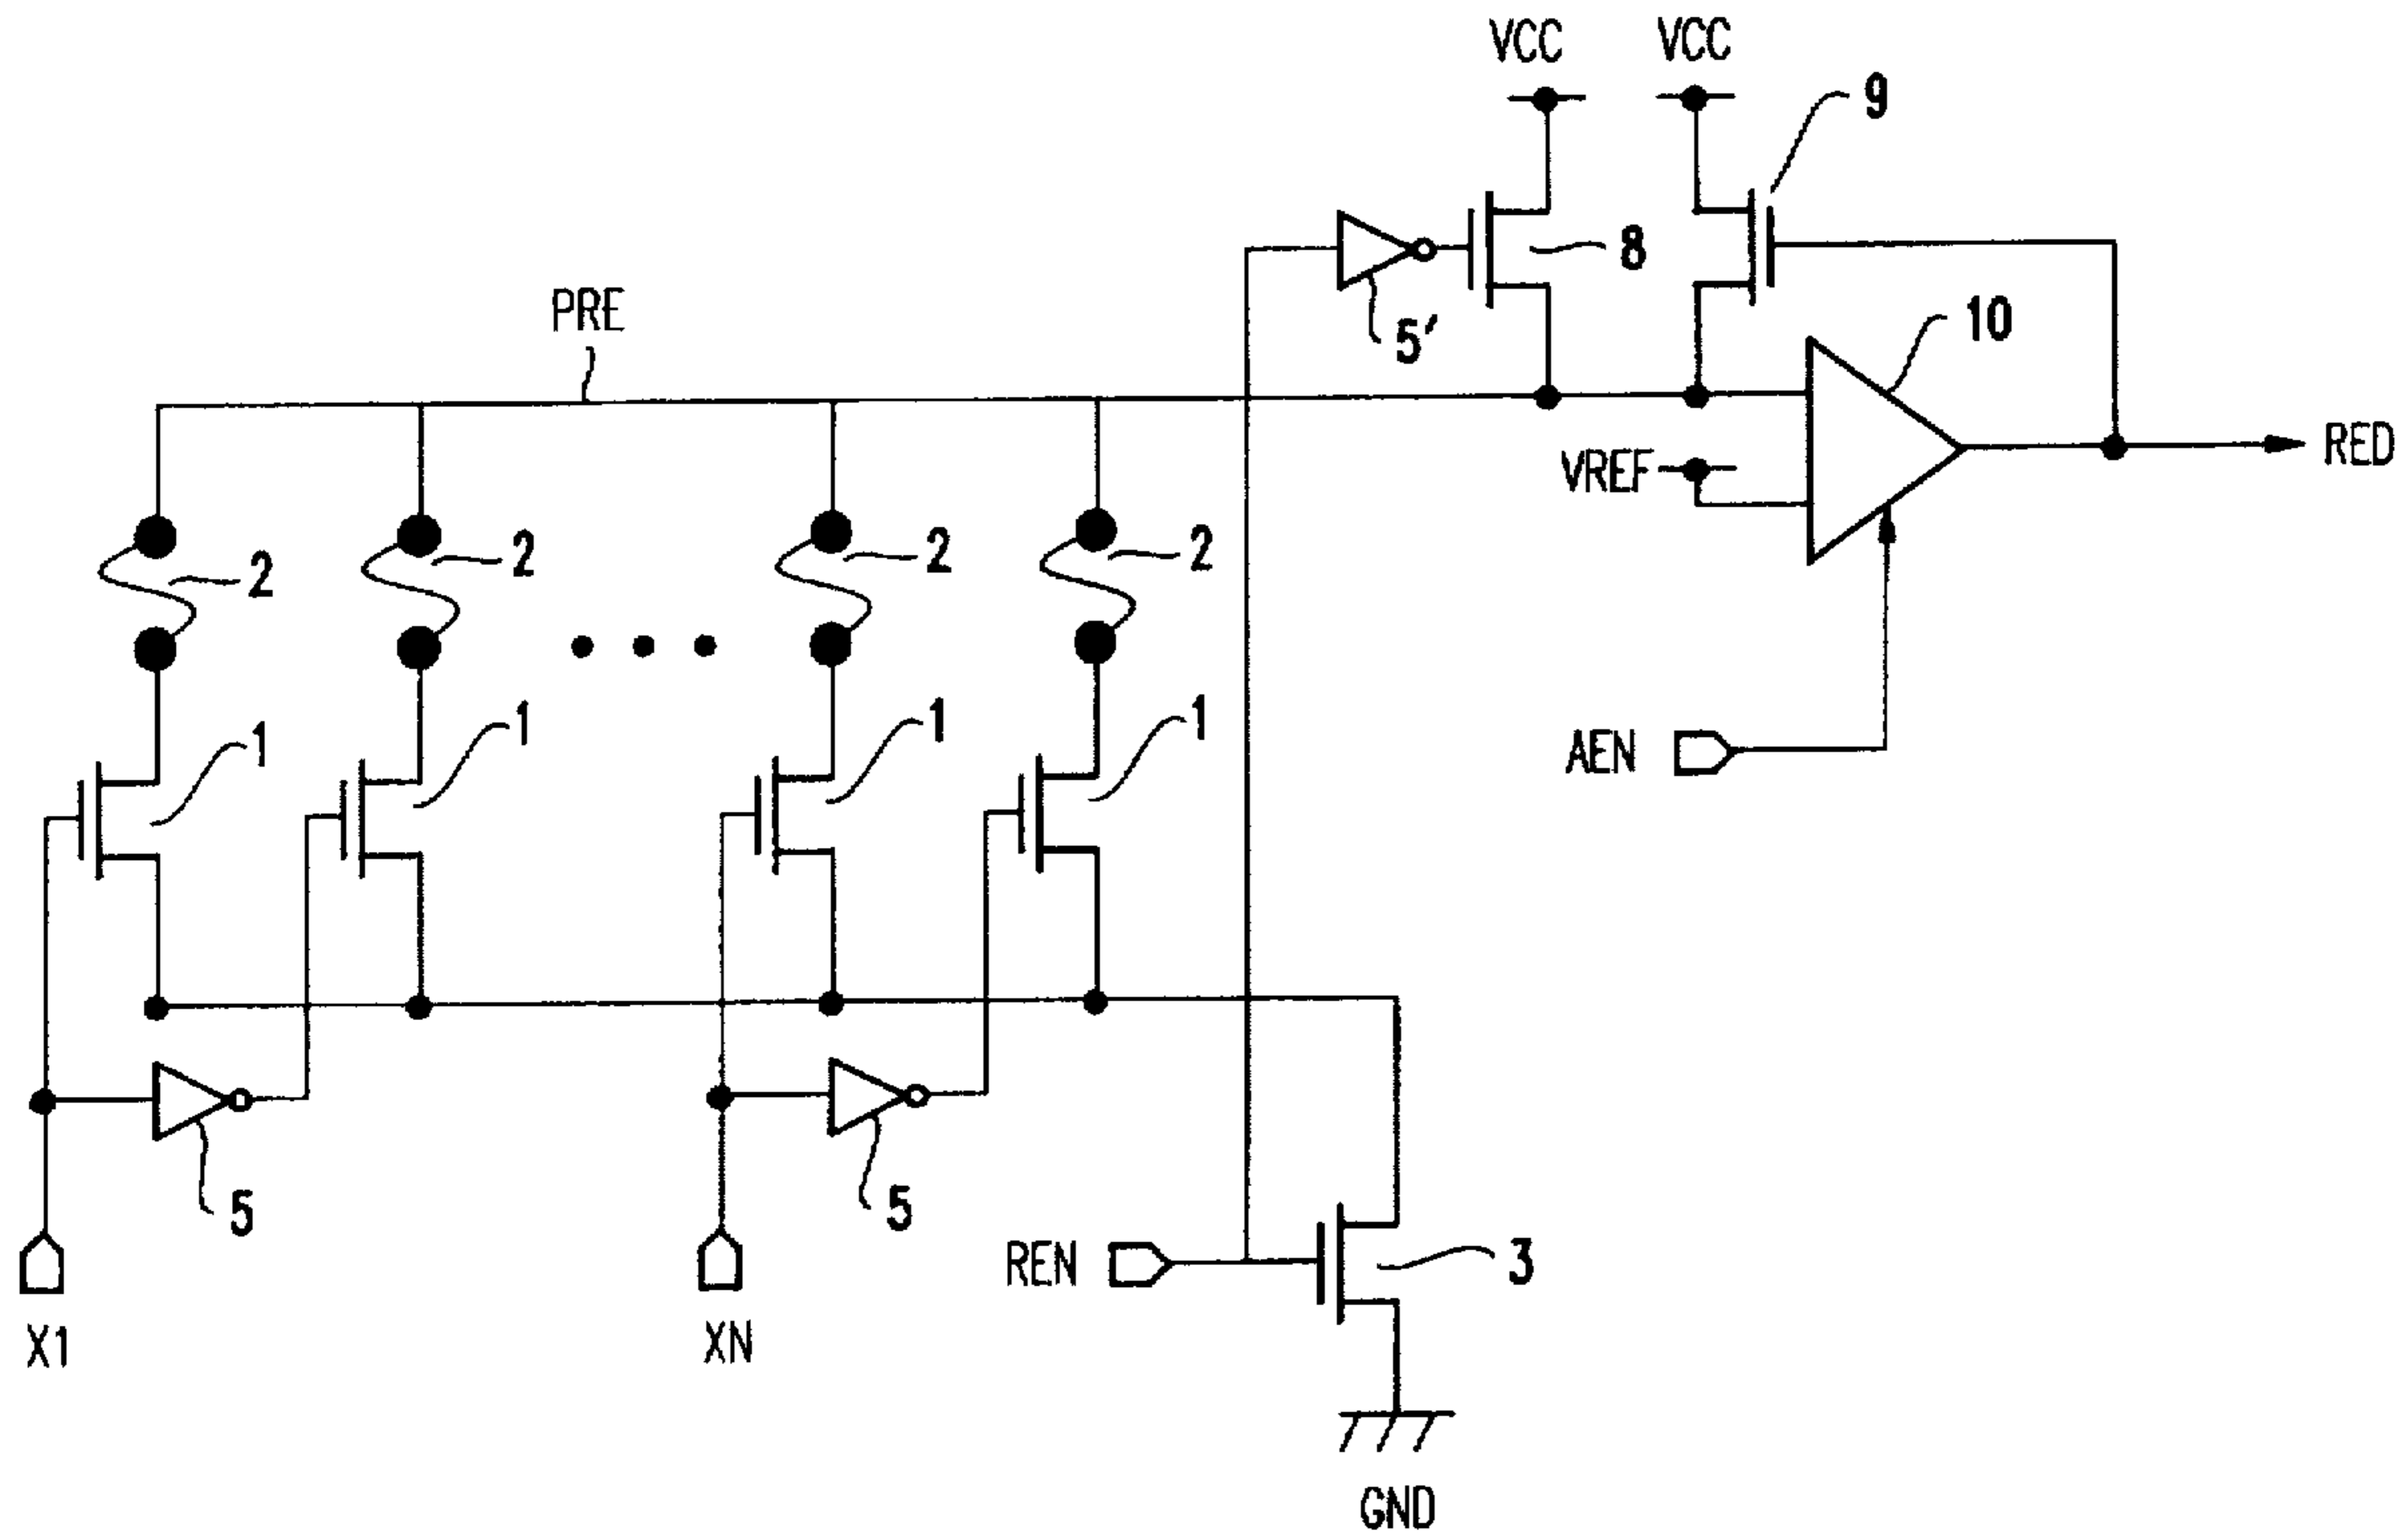 VCC VCC
9
8
5′
10
PRE
VREF
RED
2 2 2 2
1 1 1 1
AEN
5 5
REN
3
X1 XN
GND